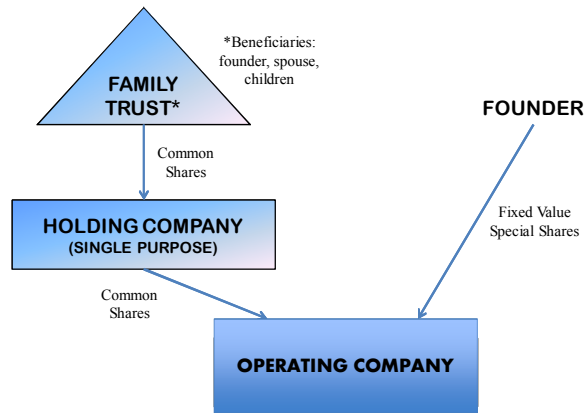 *Beneficiaries:
founder, spouse,
children
FAMILY
TRUST*
FOUNDER
Common
Shares
HOLDING COMPANY
(SINGLE PURPOSE)
Fixed Value
Special Shares
Common
Shares
OPERATING COMPANY